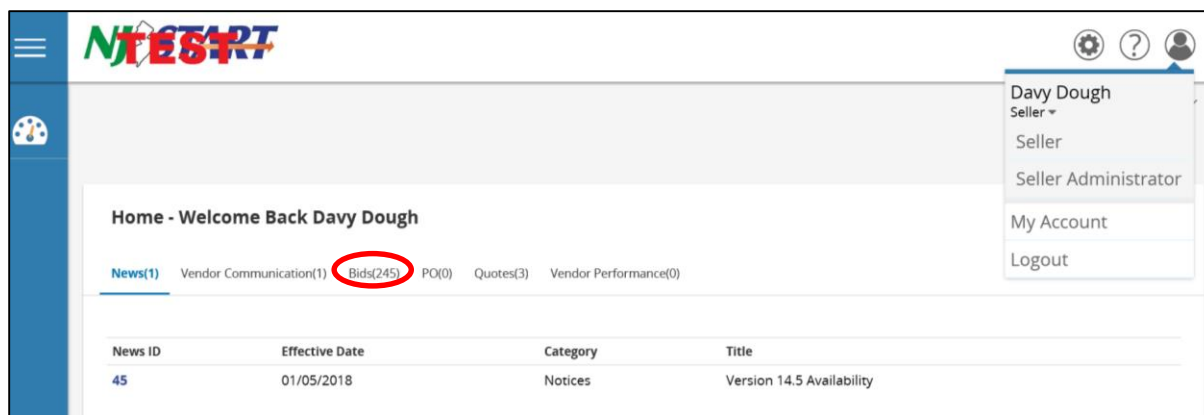 NJ START
TEST
?
Davy Dough
Seller
Seller
Seller Administrator
My Account
Logout
Home - Welcome Back Davy Dough
News(1) Vendor Communication(1) Bids(245) PO(0) Quotes(3) Vendor Performance(0)
News ID Effective Date Category Title
45 01/05/2018 Notices Version 14.5 Availability